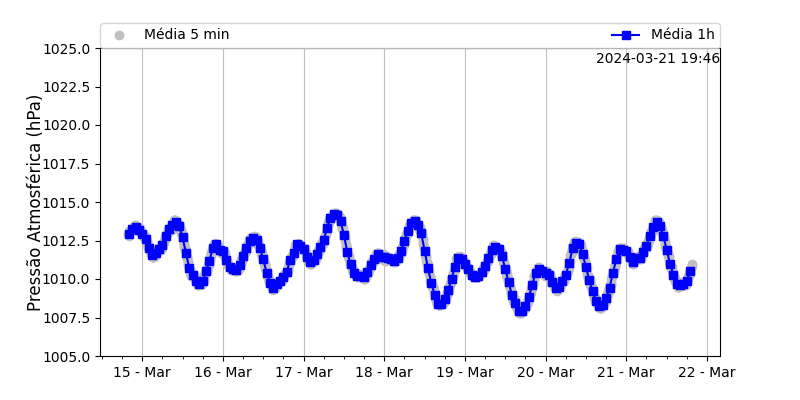 Média 5 min
Média 1h
2024-03-21 19:46
Pressão Atmosférica (hPa)
1025.0
1022.5
1020.0
1017.5
1015.0
1012.5
1010.0
1007.5
1005.0
15 - Mar
16 - Mar
17 - Mar
18 - Mar
19 - Mar
20 - Mar
21 - Mar
22 - Mar